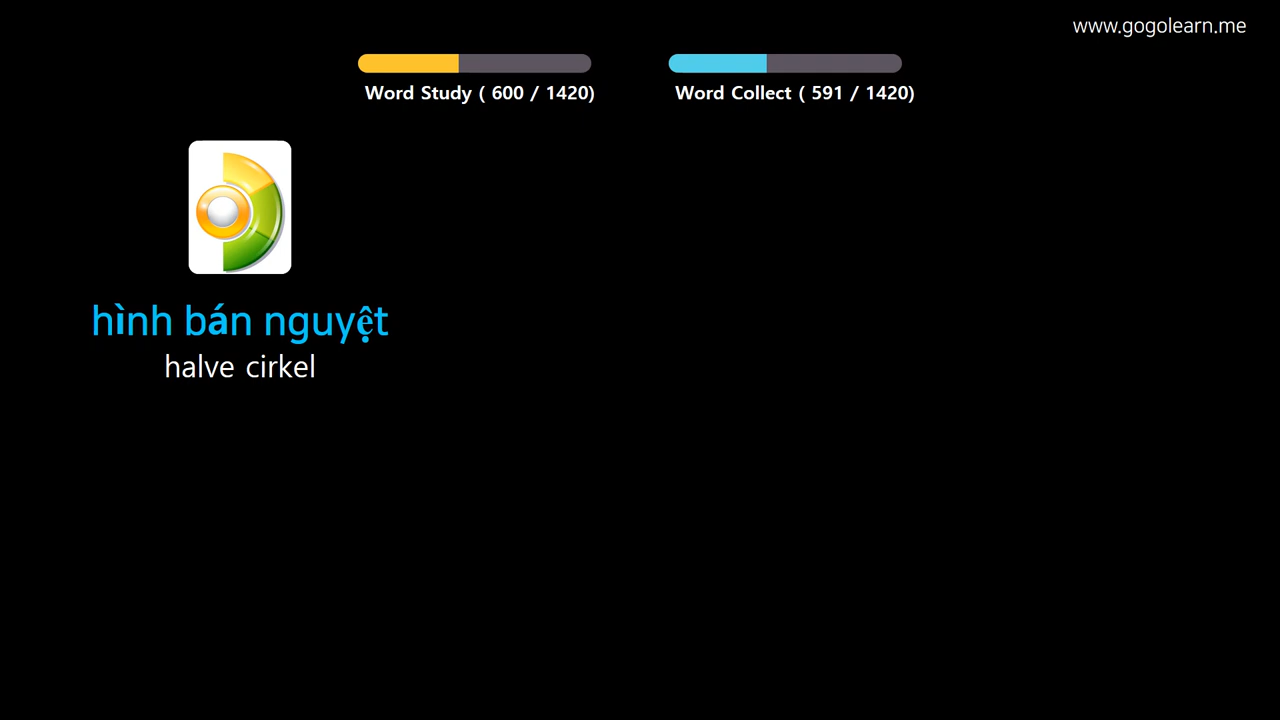 www.gogolearn.me
Word Study ( 600 / 1420)
Word Collect ( 591 / 1420)
hình bán nguyệt
halve cirkel